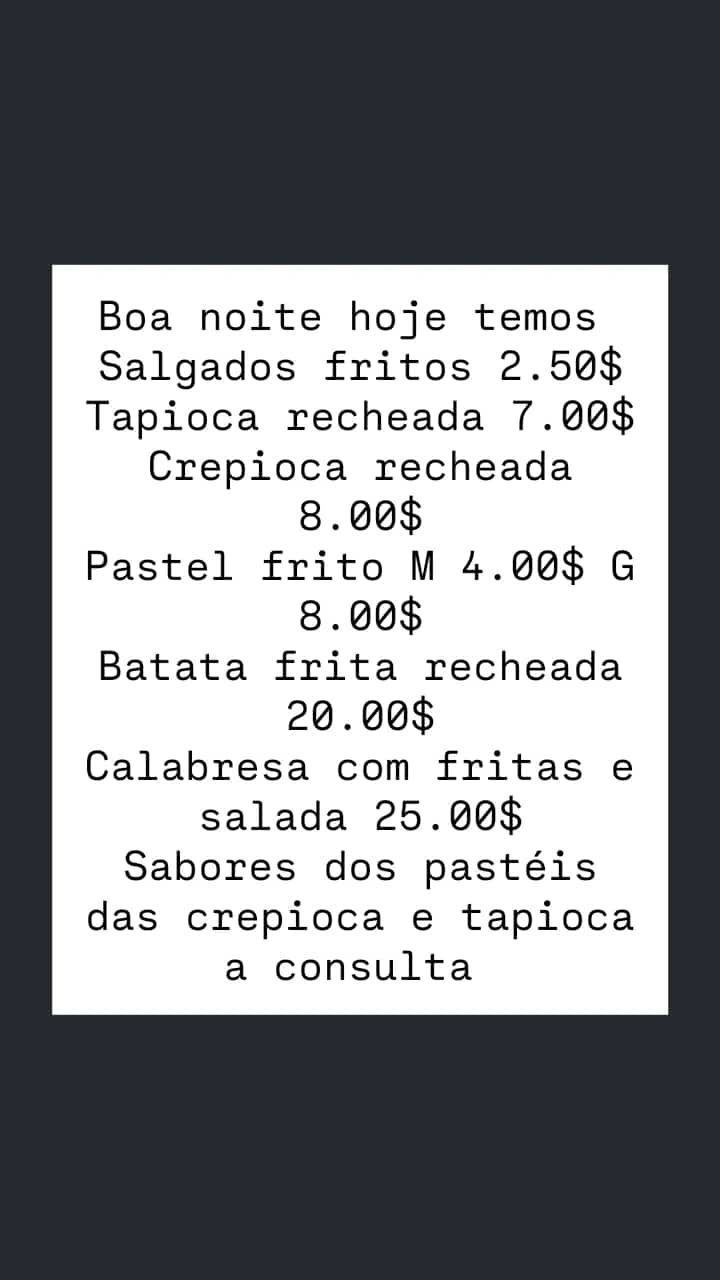 Boa noite hoje temos
Salgados fritos 2.50$
Tapioca recheada 7.00$
Crepioca recheada
8.00$
Pastel frito M 4.00$ G
8.00$
Batata frita recheada
20.00$
Calabresa com fritas e
salada 25.00$
Sabores dos pastéis
das crepioca e tapioca
a consulta